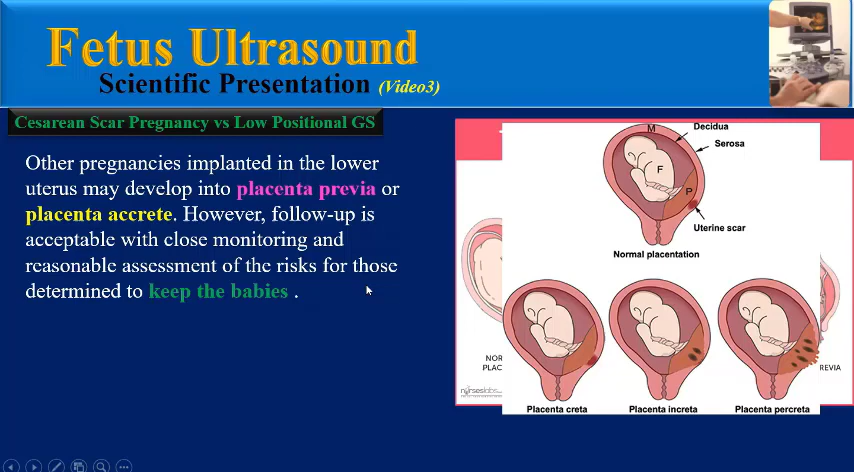 Fetus Ultrasound
Scientific Presentation (Video3)
Cesarean Scar Pregnancy vs Low Positional GS
Other pregnancies implanted in the lower
uterus may develop into placenta previa or
placenta accrete. However, follow-up is
acceptable with close monitoring and
reasonable assessment of the risks for those
determined to keep the babies .
M
Decidua
Serosa
F
P
Uterine scar
Normal placentation
NOR
PLAC
REVIA
nurseslabs
Placenta creta
Placenta increta
Placenta percreta